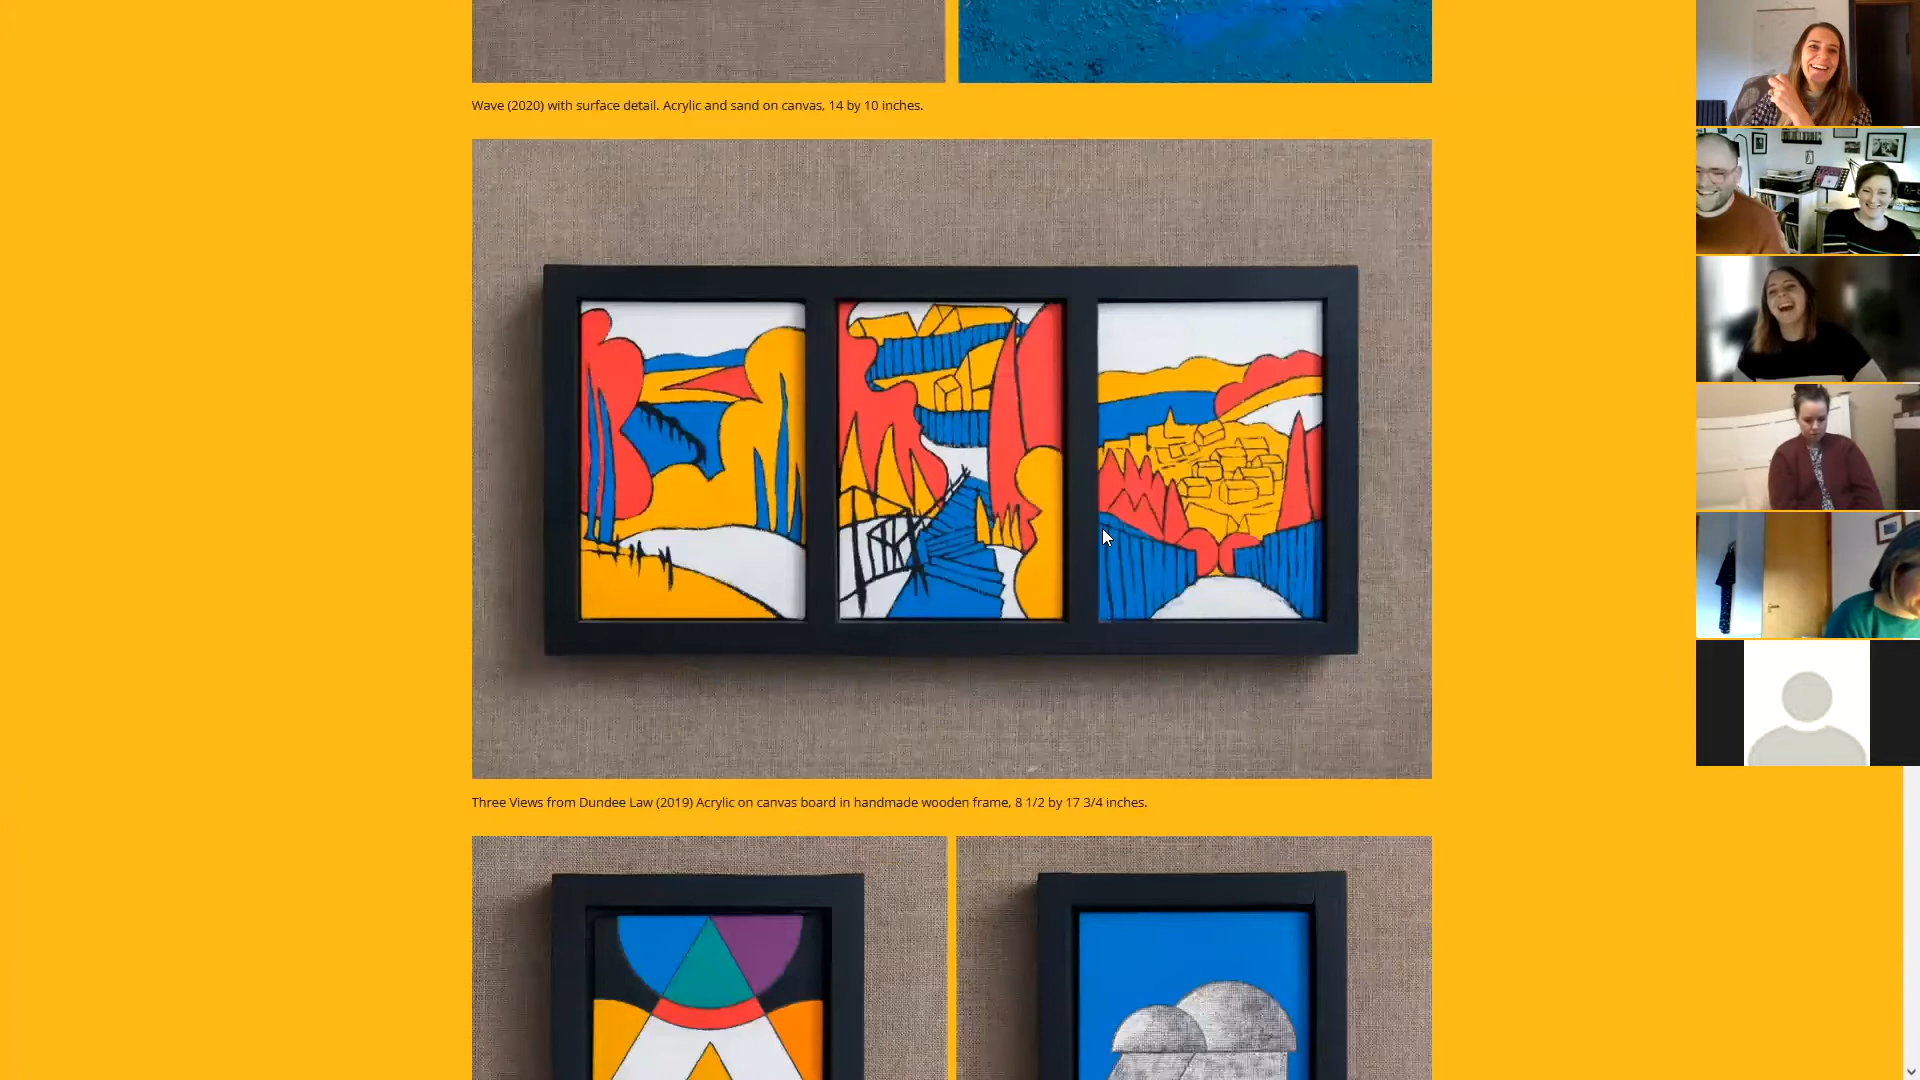 Wave (2020) with surface detail. Acrylic and sand on canvas, 14 by 10 inches.
Three Views from Dundee Law (2019) Acrylic on canvas board in handmade wooden frame, 8 1/2 by 17 3/4 inches.